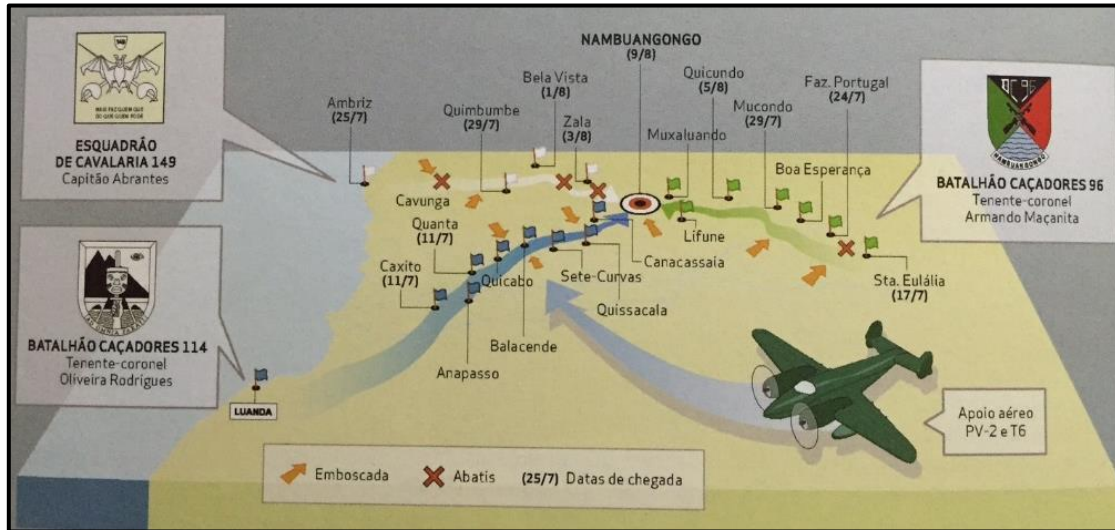 NAMBUANGONGO
(9/8)
Bela Vista
(1/8)
Quicundo
(5/8)
Faz. Portugal
(24/7)
Ambriz
(25/7)
Quimbumbe
(29/7)
Zala
(3/8)
Muxaluando
Mucondo
(29/7)
Boa Esperança
ESQUADRÃO
DE CAVALARIA 149
Capitão Abrantes
BC 96
NAMBUANGONGO
BATALHÃO CAÇADORES 96
Tenente-coronel
Armando Maçanita
Cavunga
Quanta
(11/7)
Lifune
Caxito
(11/7)
Quicabo
Sete-Curvas
Canacassaia
Sta. Eulália
(17/7)
Quissacala
Balacende
Anapasso
BATALHÃO CAÇADORES 114
Tenente-coronel
Oliveira Rodrigues
LUANDA
Apoio aéreo
PV-2 e T6
Emboscada
Abatis
(25/7) Datas de chegada